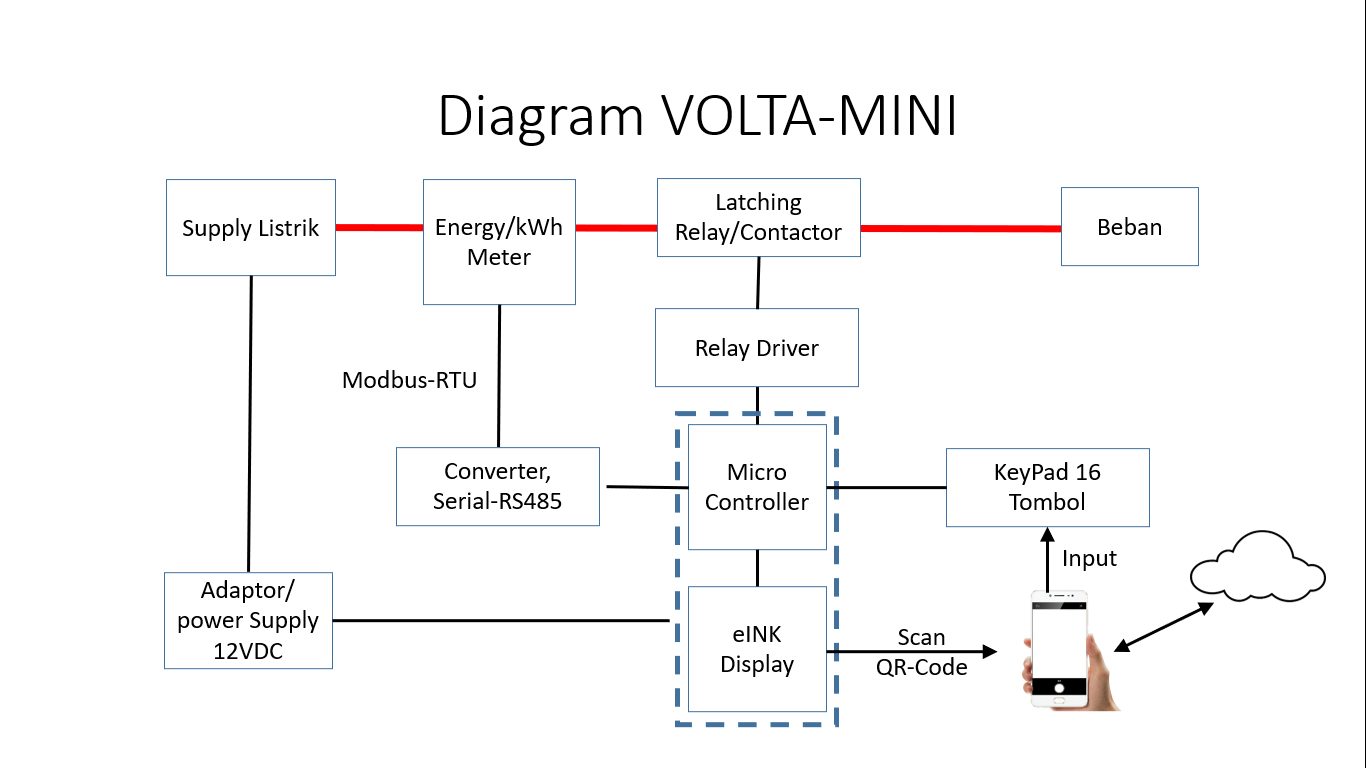 Diagram VOLTA-MINI
Supply Listrik
Energy/kWh
Meter
Latching
Relay/Contactor
Beban
Relay Driver
Modbus-RTU
Converter,
Serial-RS485
Micro
Controller
KeyPad 16
Tombol
Input
Adaptor/
power Supply
12VDC
eINK
Display
Scan
QR-Code